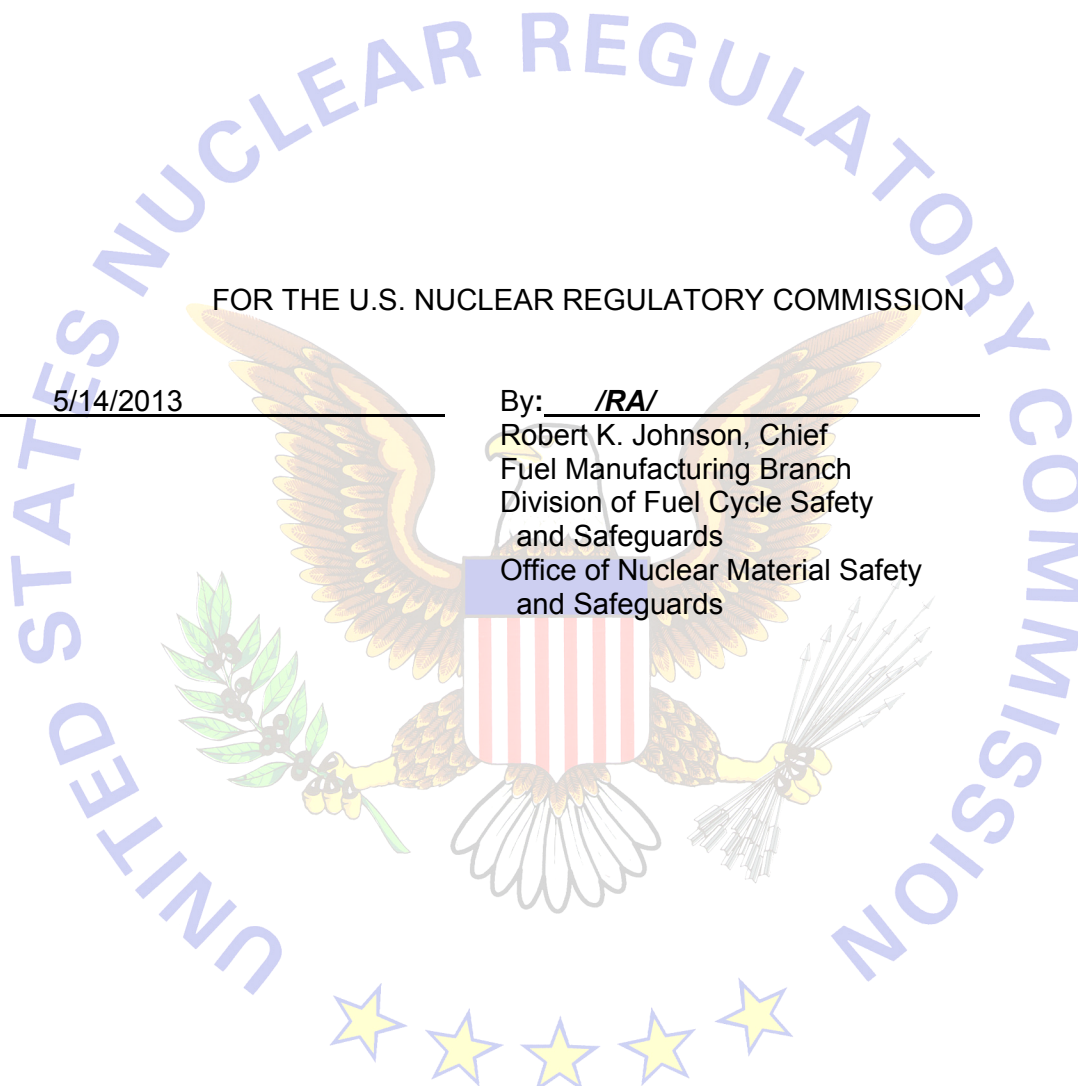 UNITED STATES NUCLEAR REGULATORY COMMISSION
FOR THE U.S. NUCLEAR REGULATORY COMMISSION
5/14/2013 By: /RA/
Robert K. Johnson, Chief
Fuel Manufacturing Branch
Division of Fuel Cycle Safety
and Safeguards
Office of Nuclear Material Safety
and Safeguards